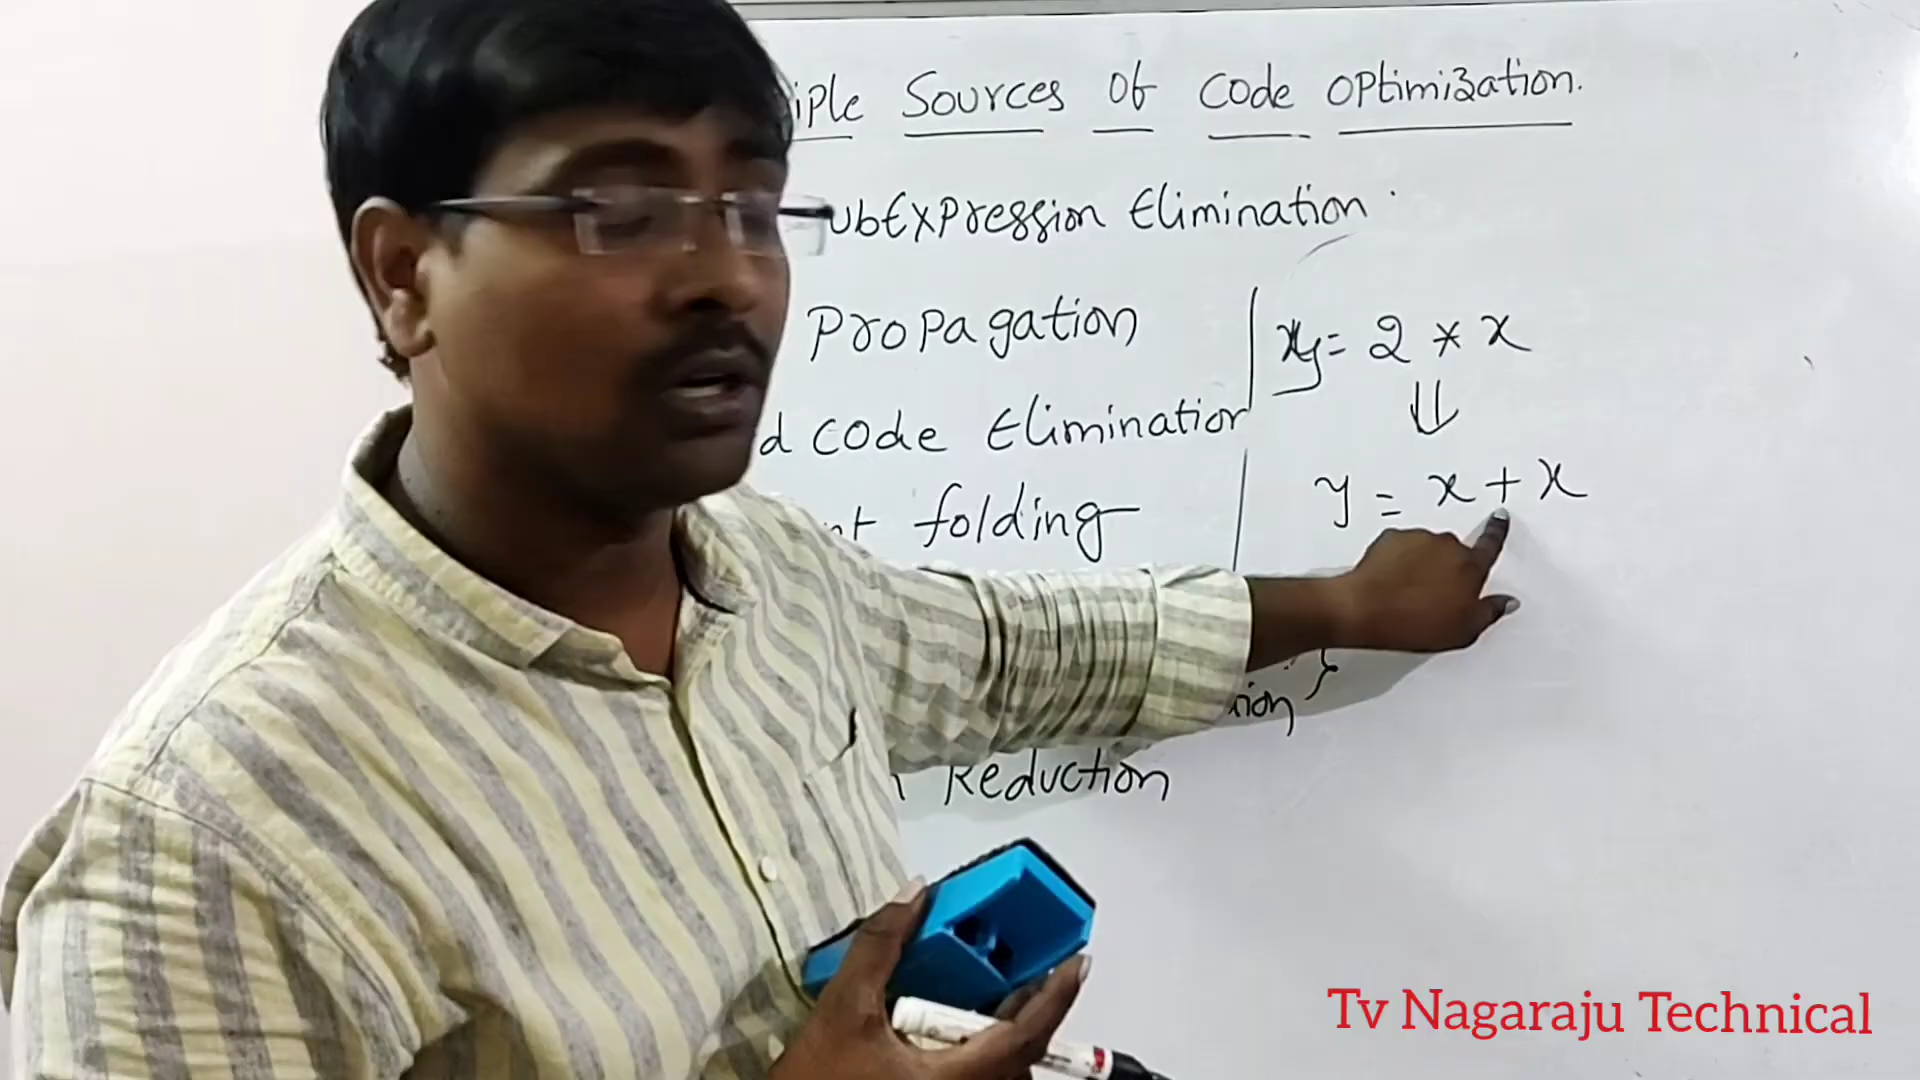 iple Sources Of Code Optimization.
ubExpression Elimination
Propagation
y = 2 * x
⇓
d code Elimination
y = x + x
folding
Reduction
Tv Nagaraju Technical